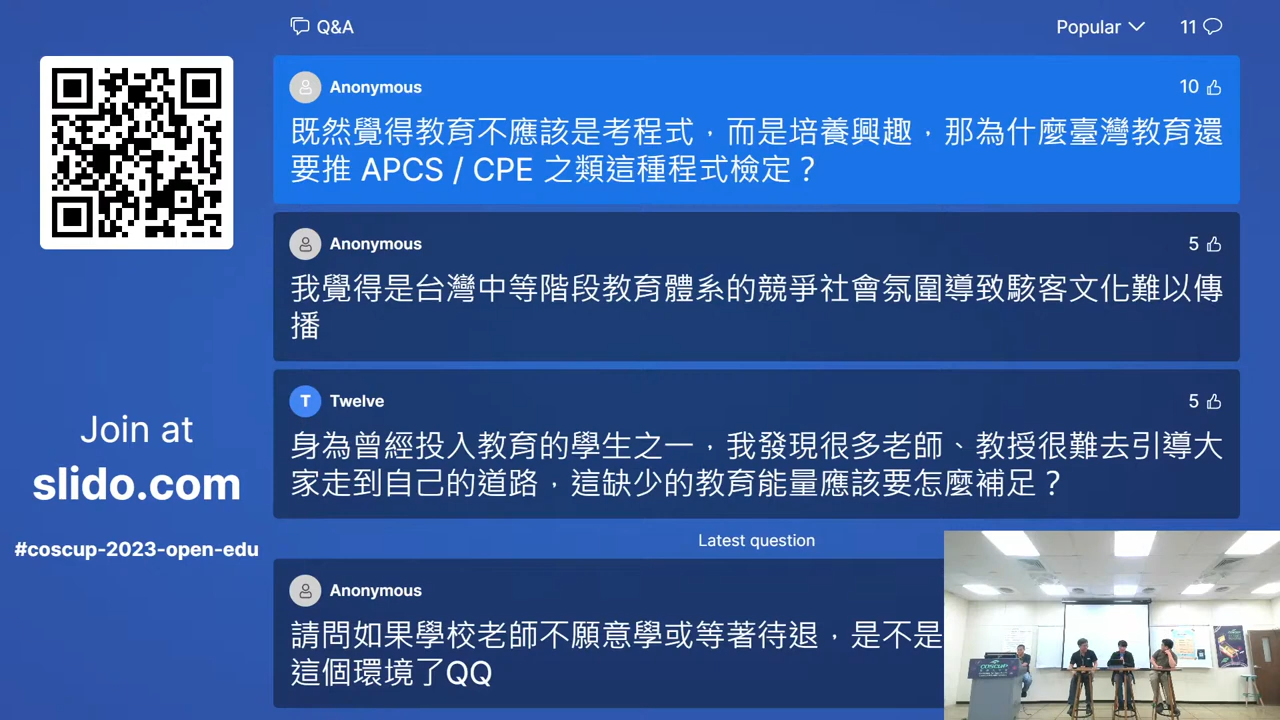 Q&A
Popular
11
Anonymous
10
既然覺得教育不應該是考程式，而是培養興趣，那為什麼臺灣教育還
要推 APCS / CPE 之類這種程式檢定？
Anonymous
5
我覺得是台灣中等階段教育體系的競爭社會氛圍導致駭客文化難以傳
播
T
Twelve
5
身為曾經投入教育的學生之一，我發現很多老師、教授很難去引導大
家走到自己的道路，這缺少的教育能量應該要怎麼補足？
Latest question
Anonymous
請問如果學校老師不願意學或等著待退，是不是
這個環境了QQ
Join at
slido.com
#coscup-2023-open-edu
COSCUP